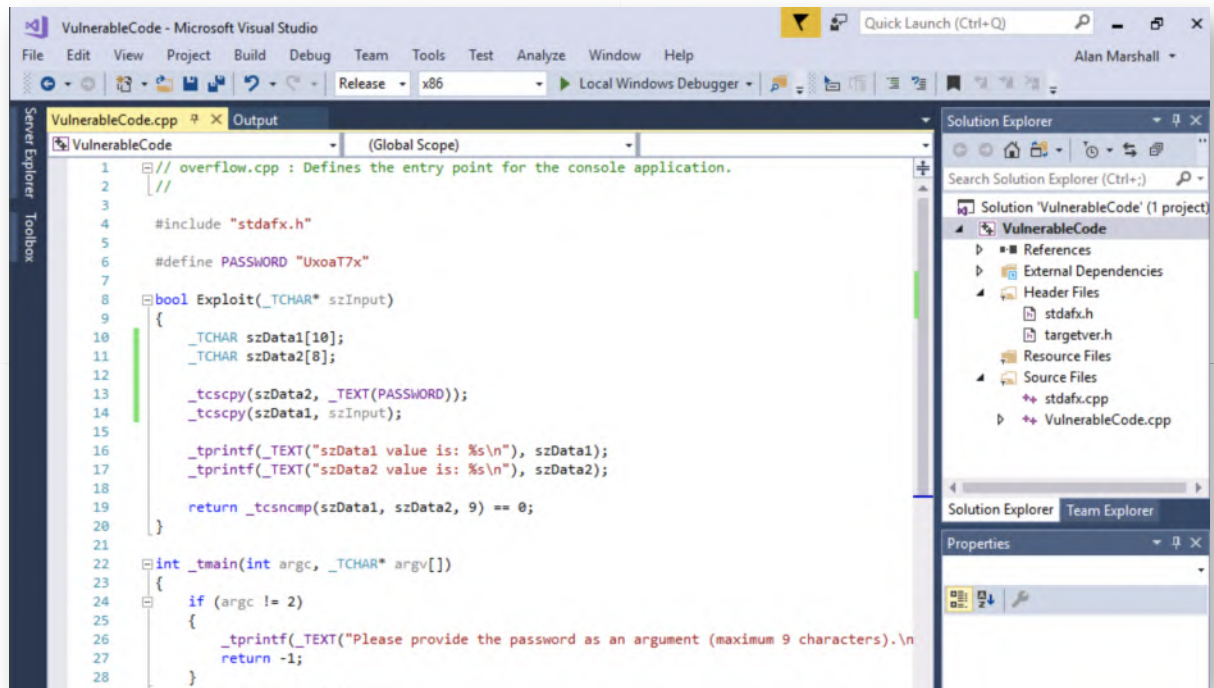 VulnerableCode - Microsoft Visual Studio
Quick Launch (Ctrl+Q)
File Edit View Project Build Debug Team Tools Test Analyze Window Help
Alan Marshall
Release x86 Local Windows Debugger
Server Explorer
Toolbox
VulnerableCode.cpp Output
VulnerableCode (Global Scope)
1 // overflow.cpp : Defines the entry point for the console application.
2 //
3
4 #include "stdafx.h"
5
6 #define PASSWORD "UxoaT7x"
7
8 bool Exploit(_TCHAR* szInput)
9 {
10 _TCHAR szData1[10];
11 _TCHAR szData2[8];
12
13 _tcscpy(szData2, _TEXT(PASSWORD));
14 _tcscpy(szData1, szInput);
15
16 _tprintf(_TEXT("szData1 value is: %s\n"), szData1);
17 _tprintf(_TEXT("szData2 value is: %s\n"), szData2);
18
19 return _tcsncmp(szData1, szData2, 9) == 0;
20 }
21
22 int _tmain(int argc, _TCHAR* argv[])
23 {
24 if (argc != 2)
25 {
26 _tprintf(_TEXT("Please provide the password as an argument (maximum 9 characters).\n
27 return -1;
28 }
Solution Explorer
Search Solution Explorer (Ctrl+;)
Solution 'VulnerableCode' (1 project)
VulnerableCode
References
External Dependencies
Header Files
stdafx.h
targetver.h
Resource Files
Source Files
stdafx.cpp
VulnerableCode.cpp
Solution Explorer Team Explorer
Properties